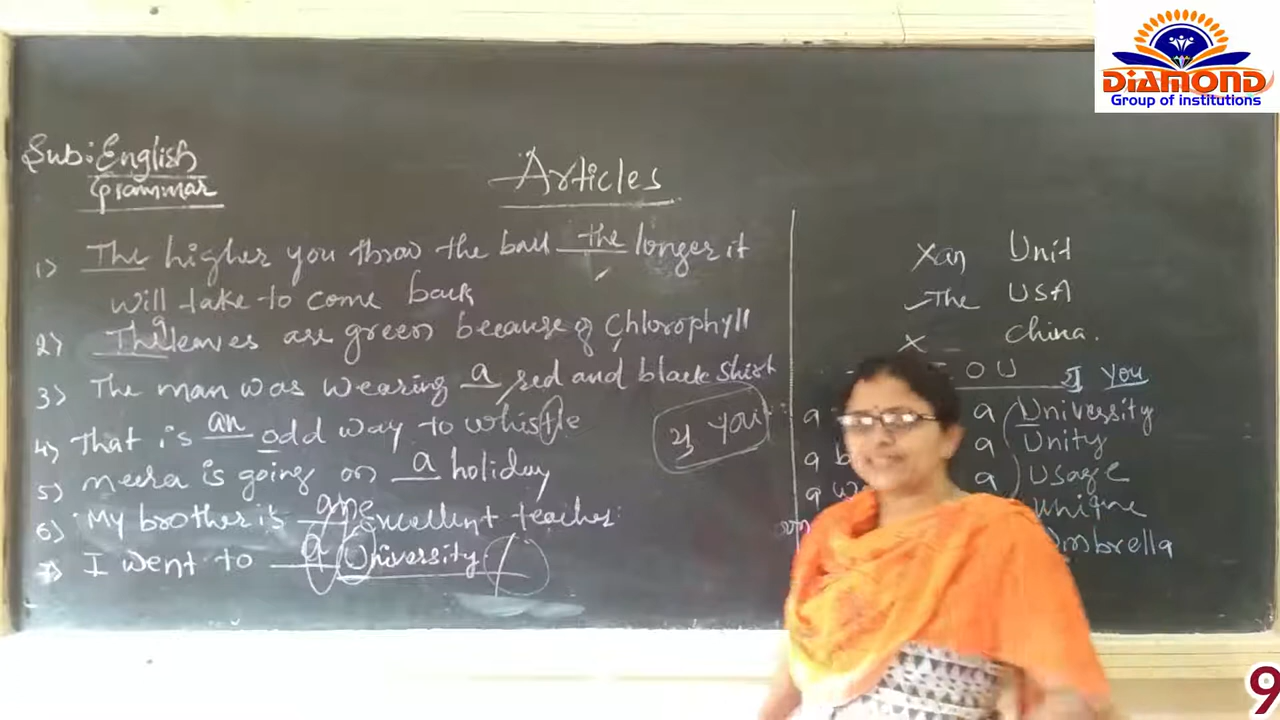 DIAMOND
Group of institutions
Sub: English
Grammar
Articles
1) The higher you throw the ball the longer it
will take to come back
2) The leaves are green because of Chlorophyll
3) The man was wearing a red and black shirt
4) That is an odd way to whistle
5) meera is going on a holiday
6) My brother is excellent teacher
7) I went to a University
यु you
X an Unit
The USA
X China.
O U यु you
a University
a Unity
a Usage
Unique
Umbrella
a
a
a
9